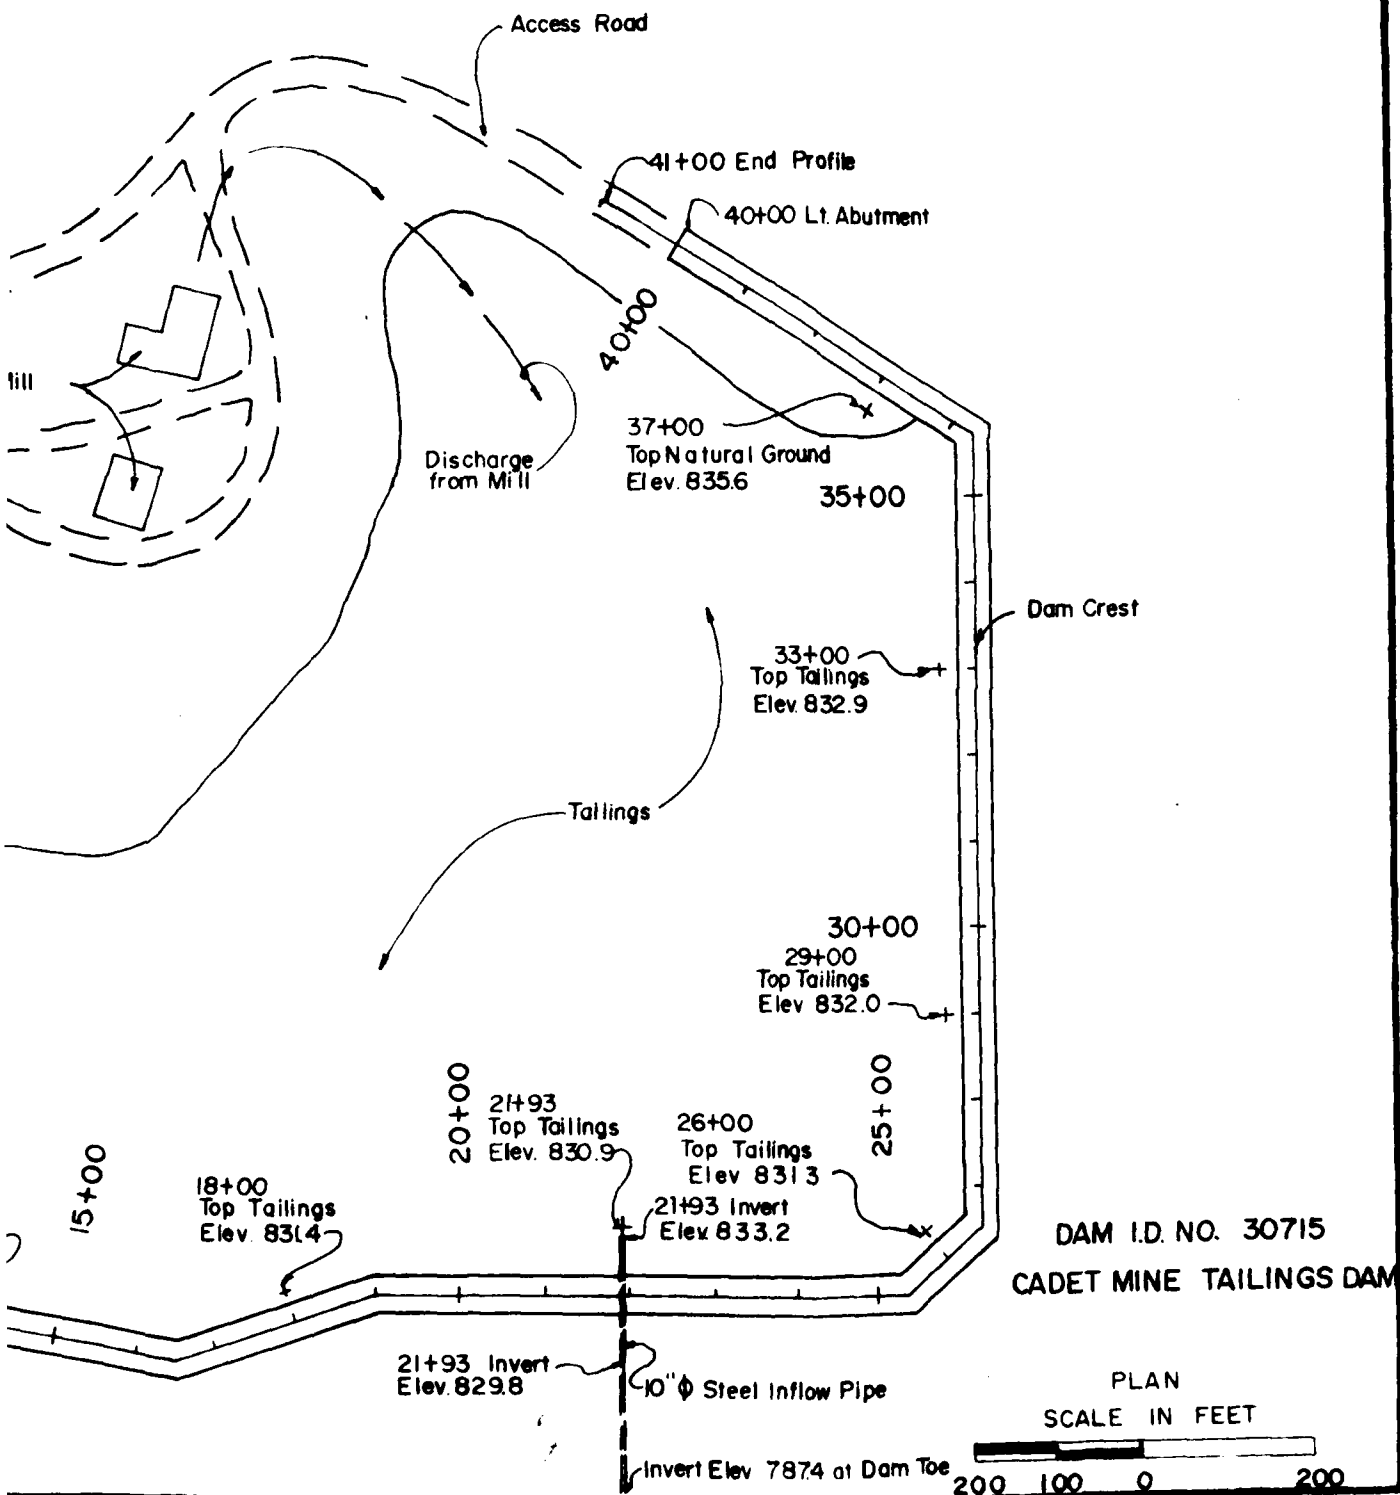 Access Road
41+00 End Profile
40+00 Lt. Abutment
40+00
ill
Discharge
from Mill
37+00
Top Natural Ground
Elev. 835.6
35+00
Dam Crest
33+00
Top Tailings
Elev. 832.9
Tailings
30+00
29+00
Top Tailings
Elev 832.0
25+00
20+00
21+93
Top Tailings
Elev. 830.9
26+00
Top Tailings
Elev 831.3
15+00
18+00
Top Tailings
Elev. 831.4
21+93 Invert
Elev. 833.2
DAM I.D. NO. 30715
CADET MINE TAILINGS DAM
21+93 Invert
Elev. 829.8
10"ϕ Steel Inflow Pipe
PLAN
SCALE IN FEET
Invert Elev 787.4 at Dam Toe
200 100 0 200